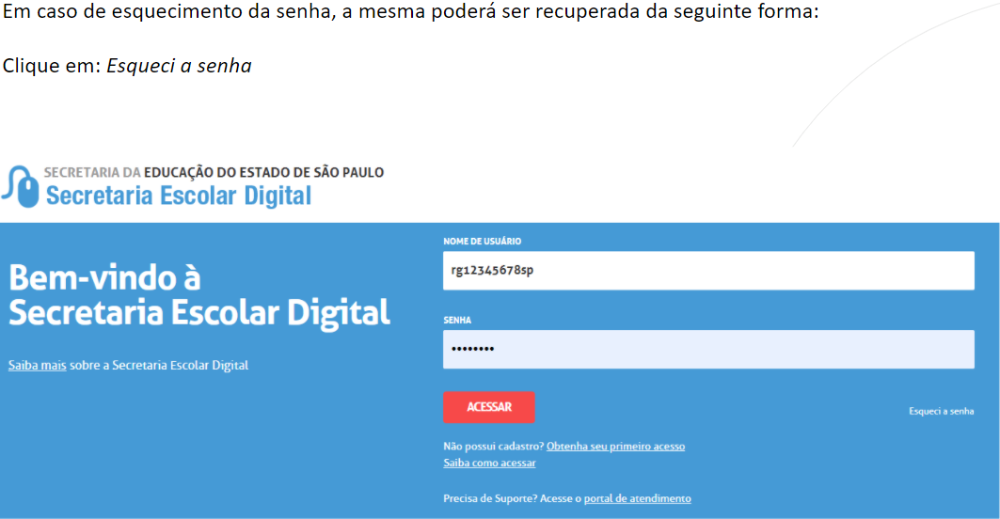 Em caso de esquecimento da senha, a mesma poderá ser recuperada da seguinte forma:
Clique em: Esqueci a senha
SECRETARIA DA EDUCAÇÃO DO ESTADO DE SÃO PAULO
Secretaria Escolar Digital
Bem-vindo à
Secretaria Escolar Digital
Saiba mais sobre a Secretaria Escolar Digital
NOME DE USUÁRIO
rg12345678sp
SENHA
••••••••
ACESSAR
Esqueci a senha
Não possui cadastro? Obtenha seu primeiro acesso
Saiba como acessar
Precisa de Suporte? Acesse o portal de atendimento